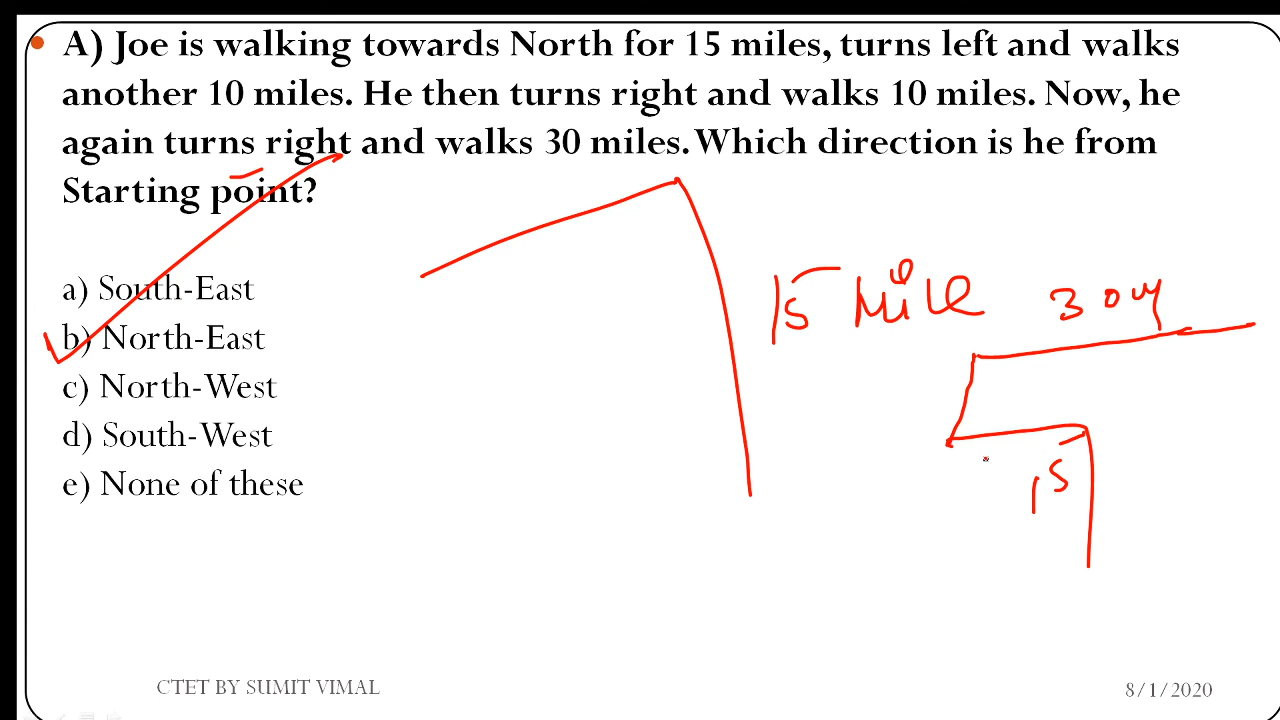 • A) Joe is walking towards North for 15 miles, turns left and walks
another 10 miles. He then turns right and walks 10 miles. Now, he
again turns right and walks 30 miles. Which direction is he from
Starting point?
a) South-East
b) North-East
c) North-West
d) South-West
e) None of these
15 Mile
30 m
15
CTET BY SUMIT VIMAL
8/1/2020